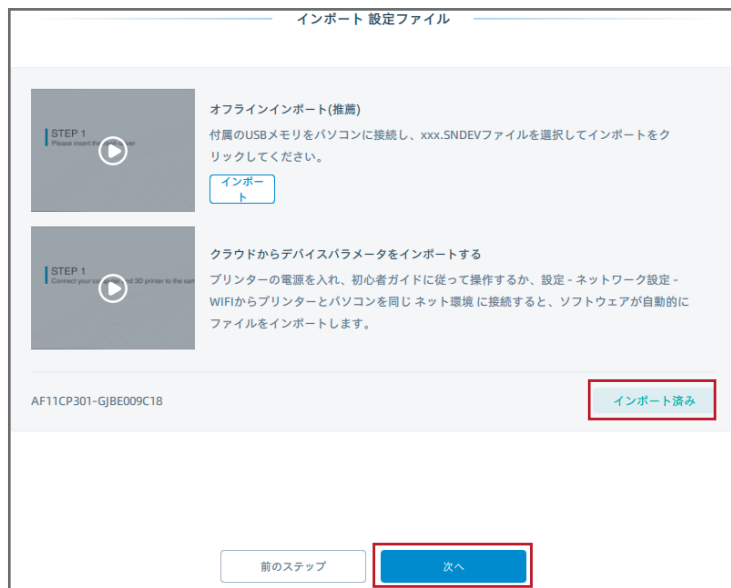 インポート 設定ファイル
オフラインインポート(推薦)
STEP 1
Please insert the
付属のUSBメモリをパソコンに接続し、xxx.SNDEVファイルを選択してインポートをク
リックしてください。
インポー
ト
クラウドからデバイスパラメータをインポートする
STEP 1
Connect your and 3D printer to the sam
プリンターの電源を入れ、初心者ガイドに従って操作するか、設定 - ネットワーク設定 -
WIFIからプリンターとパソコンを同じ ネット環境 に接続すると、ソフトウェアが自動的に
ファイルをインポートします。
AF11CP301-GJBE009C18
インポート済み
前のステップ
次へ